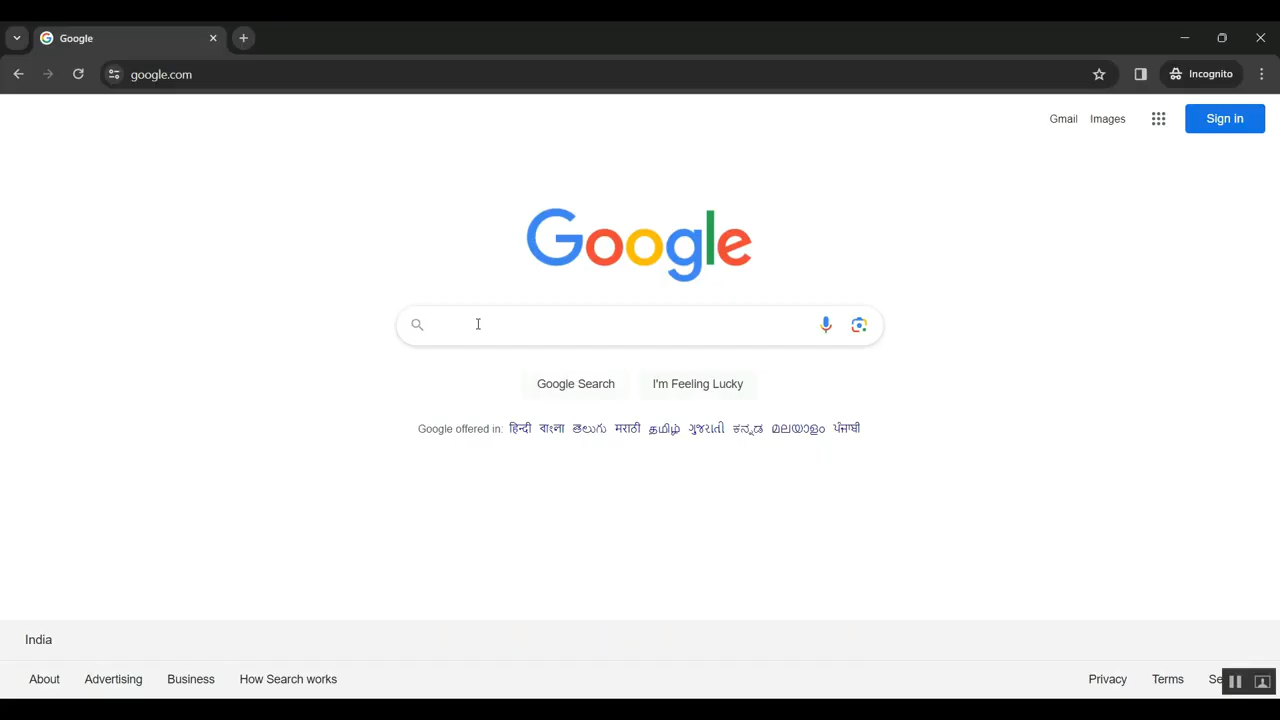 Google
google.com
Incognito
Gmail Images Sign in
Google
Google Search I'm Feeling Lucky
Google offered in: हिन्दी বাংলা తెలుగు मराठी தமிழ் ગુજરાતી ಕನ್ನಡ മലയാളം ਪੰਜਾਬੀ
India
About Advertising Business How Search works Privacy Terms Se